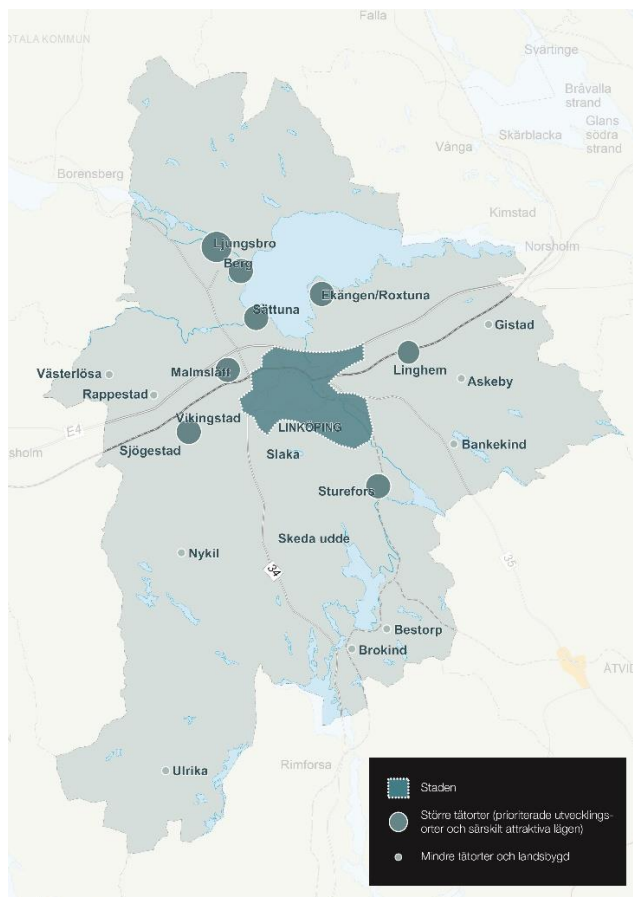 Falla
OTALA KOMMUN
Svärtinge
Bråvalla
strand
Glans
södra
strand
Skärblacka
Vånga
Borensberg
Kimstad
Norsholm
Ljungsbro
Berg
Ekängen/Roxtuna
Sättuna
Gistad
Västerlösa
Malmslätt
Linghem
Askeby
Rappestad
Vikingstad
E4
LINKÖPING
Bankekind
sholm
Sjögestad
Slaka
Sturefors
Skeda udde
Nykil
34
35
Bestorp
Brokind
ÅTVID
Rimforsa
Ulrika
Staden
Större tätorter (prioriterade utvecklings-
orter och särskilt attraktiva lägen)
Mindre tätorter och landsbygd